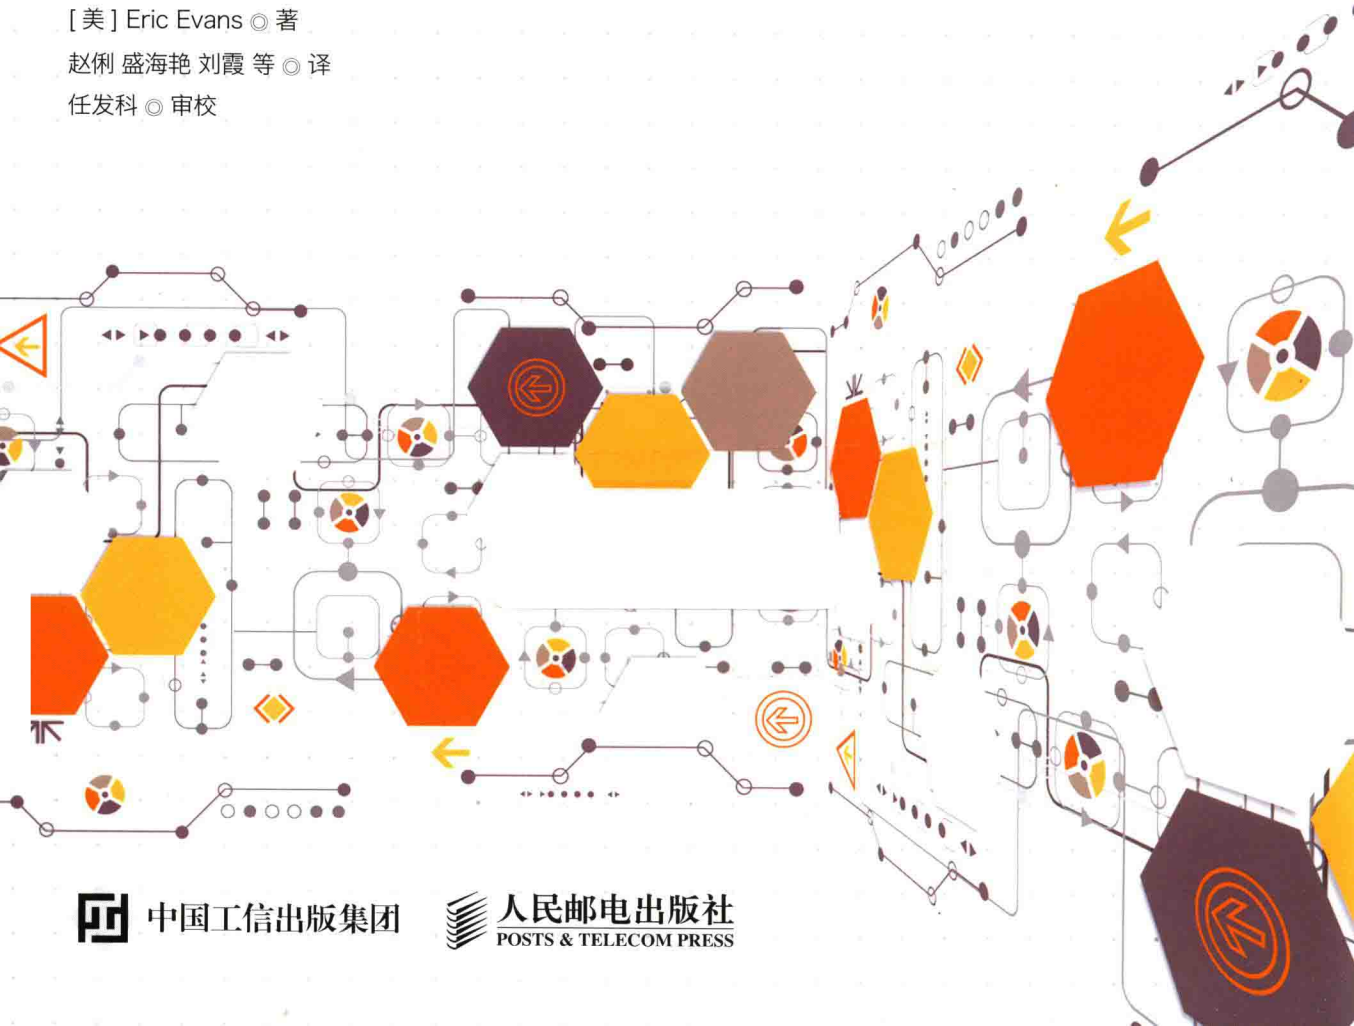 [美] Eric Evans ◎ 著
赵俐 盛海艳 刘霞 等 ◎ 译
任发科 ◎ 审校
中国工信出版集团
人民邮电出版社
POSTS & TELECOM PRESS